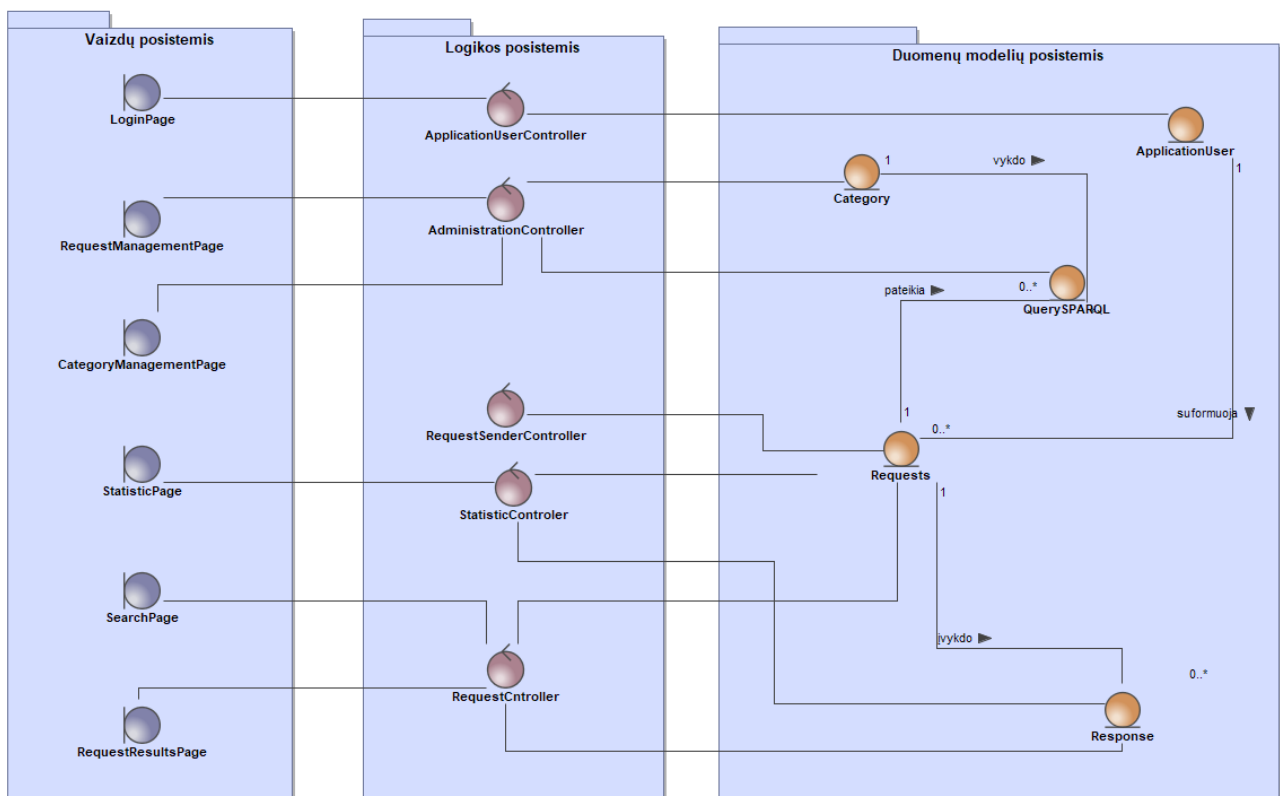 Vaizdų posistemis
LoginPage
RequestManagementPage
CategoryManagementPage
StatisticPage
SearchPage
RequestResultsPage
Logikos posistemis
ApplicationUserController
AdministrationController
RequestSenderController
StatisticControler
RequestCntroller
Duomenų modelių posistemis
ApplicationUser
1
1
vykdo
Category
pateikia
0..*
QuerySPARQL
1
suformuoja
0..*
Requests
1
įvykdo
0..*
Response